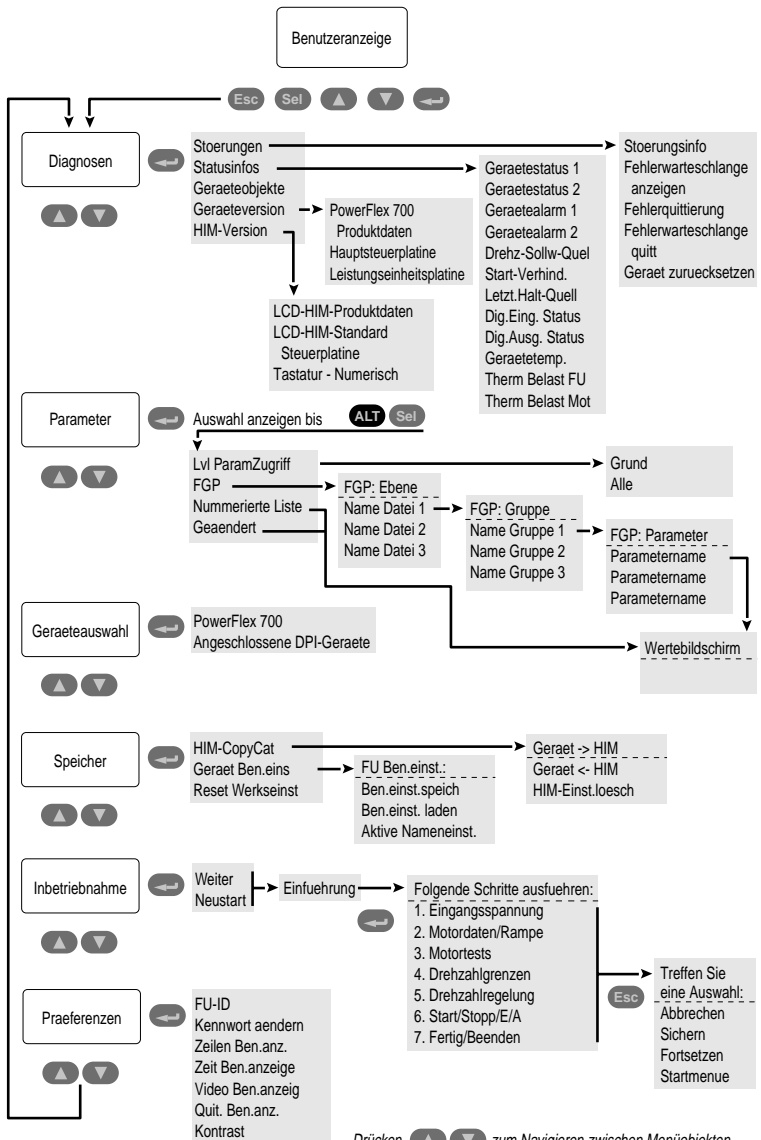 Benutzeranzeige
Esc Sel
Diagnosen
Stoerungen
Statusinfos
Geraeteobjekte
Geraeteversion
HIM-Version
PowerFlex 700
Produktdaten
Hauptsteuerplatine
Leistungseinheitsplatine
LCD-HIM-Produktdaten
LCD-HIM-Standard
Steuerplatine
Tastatur - Numerisch
Geraetestatus 1
Geraetestatus 2
Geraetealarm 1
Geraetealarm 2
Drehz-Sollw-Quel
Start-Verhind.
Letzt.Halt-Quell
Dig.Eing. Status
Dig.Ausg. Status
Geraetetemp.
Therm Belast FU
Therm Belast Mot
Stoerungsinfo
Fehlerwarteschlange
anzeigen
Fehlerquittierung
Fehlerwarteschlange
quitt
Geraet zuruecksetzen
Parameter
Auswahl anzeigen bis ALT Sel
Lvl ParamZugriff
FGP
Nummerierte Liste
Geaendert
FGP: Ebene
Name Datei 1
Name Datei 2
Name Datei 3
FGP: Gruppe
Name Gruppe 1
Name Gruppe 2
Name Gruppe 3
Grund
Alle
FGP: Parameter
Parametername
Parametername
Parametername
Wertebildschirm
Geraeteauswahl
PowerFlex 700
Angeschlossene DPI-Geraete
Speicher
HIM-CopyCat
Geraet Ben.eins
Reset Werkseinst
FU Ben.einst.:
Ben.einst.speich
Ben.einst. laden
Aktive Nameneinst.
Geraet -> HIM
Geraet <- HIM
HIM-Einst.loesch
Inbetriebnahme
Weiter
Neustart
Einfuehrung
Folgende Schritte ausfuehren:
1. Eingangsspannung
2. Motordaten/Rampe
3. Motortests
4. Drehzahlgrenzen
5. Drehzahlregelung
6. Start/Stopp/E/A
7. Fertig/Beenden
Esc
Treffen Sie
eine Auswahl:
Abbrechen
Sichern
Fortsetzen
Startmenue
Praeferenzen
FU-ID
Kennwort aendern
Zeilen Ben.anz.
Zeit Ben.anzeige
Video Ben.anzeig
Quit. Ben.anz.
Kontrast
Drücken zum Navigieren zwischen Menüobjekten